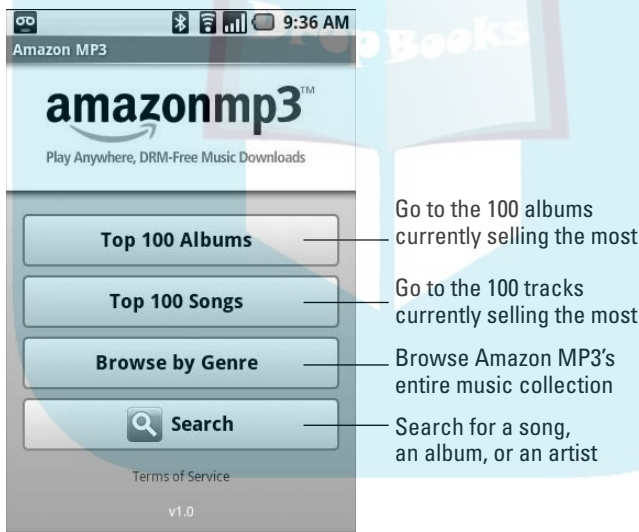 9:36 AM
Amazon MP3
amazonmp3™
Play Anywhere, DRM-Free Music Downloads
Top 100 Albums
Go to the 100 albums
currently selling the most
Top 100 Songs
Go to the 100 tracks
currently selling the most
Browse by Genre
Browse Amazon MP3's
entire music collection
Search
Search for a song,
an album, or an artist
Terms of Service
v1.0
Drop Books